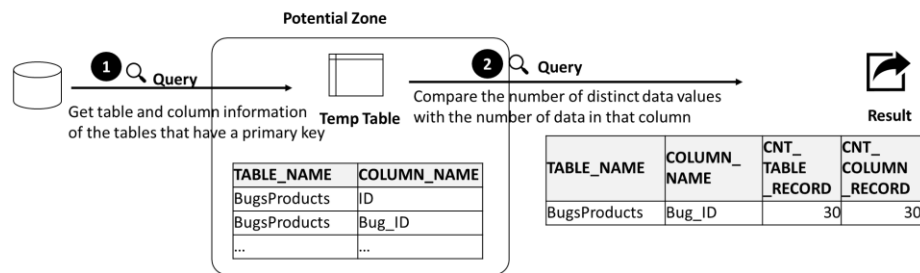 Potential Zone
1 Query
Get table and column information
of the tables that have a primary key
Temp Table
2 Query
Compare the number of distinct data values
with the number of data in that column
Result
TABLE_NAME COLUMN_NAME
BugsProducts ID
BugsProducts Bug_ID
... ...
TABLE_NAME COLUMN_ NAME CNT_ TABLE _RECORD CNT_ COLUMN _RECORD
BugsProducts Bug_ID 30 30